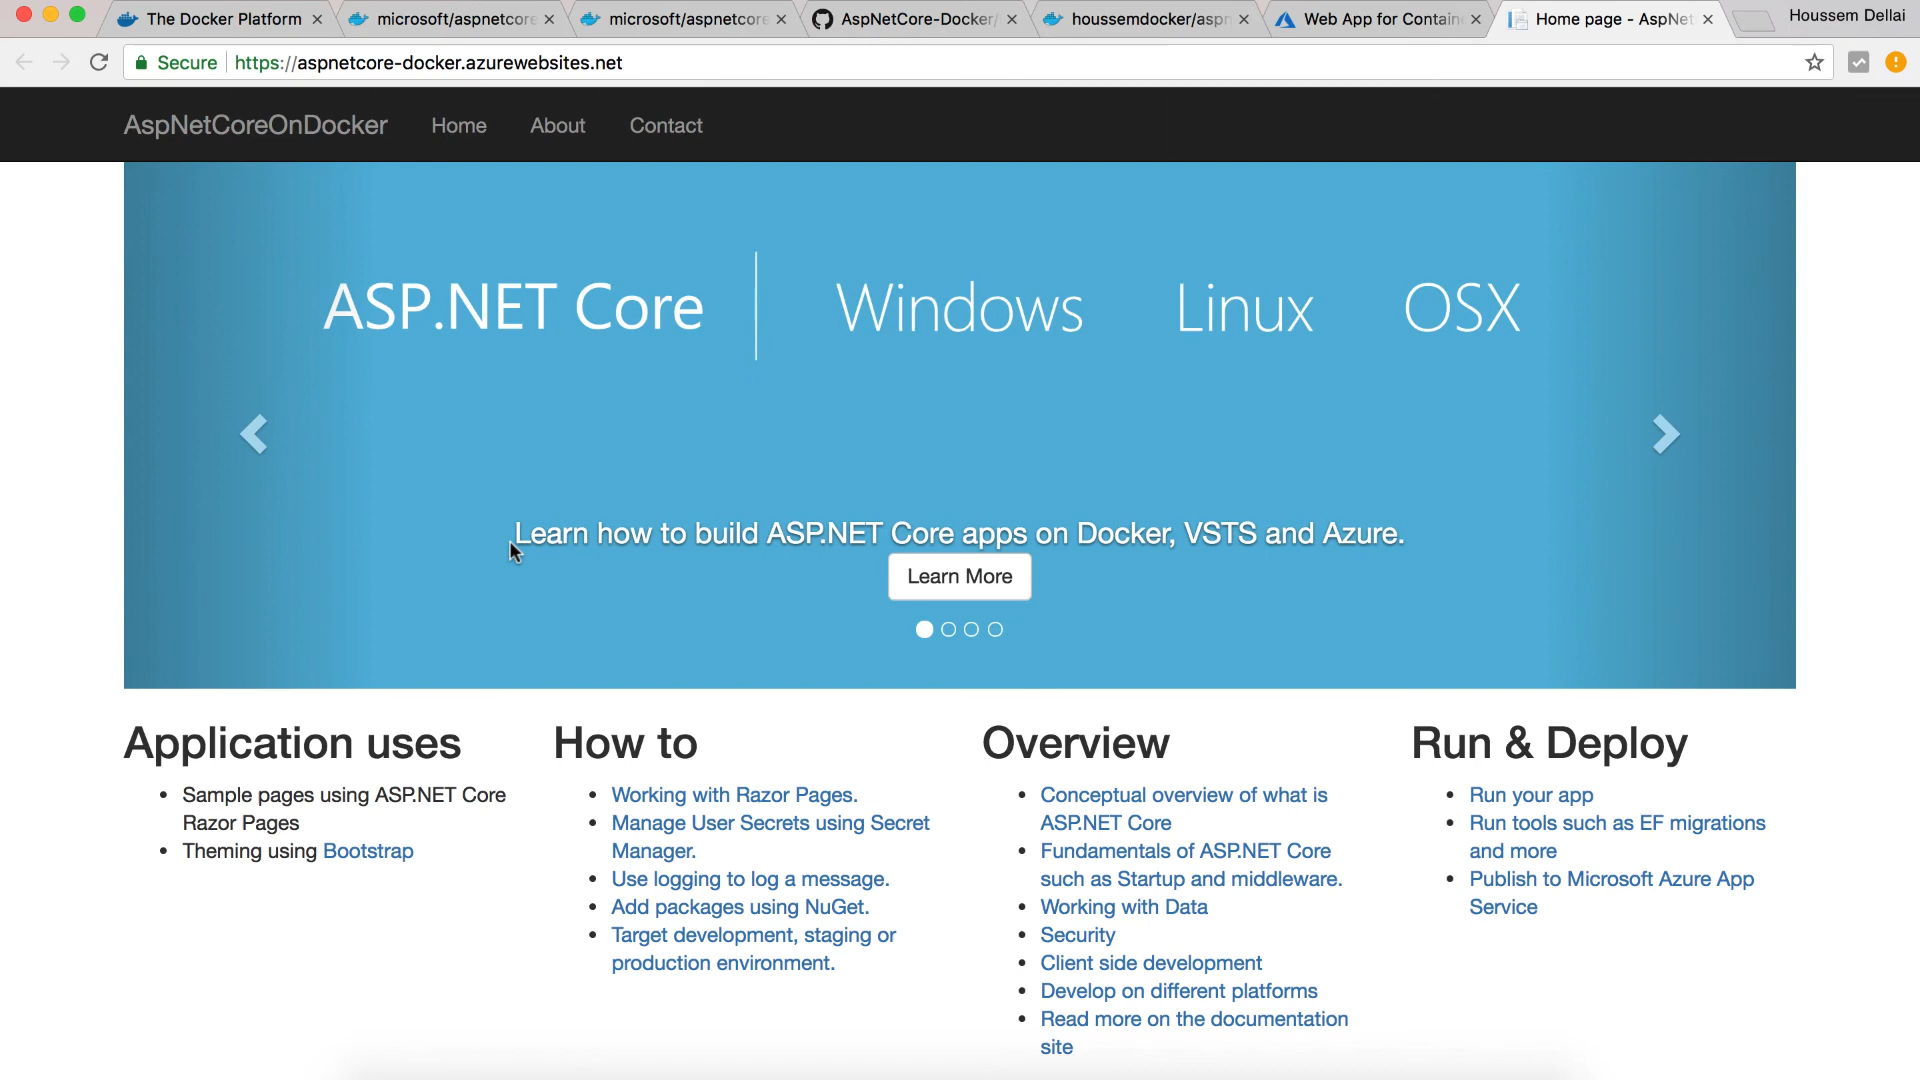 The Docker Platform
microsoft/aspnetcore
microsoft/aspnetcore
AspNetCore-Docker/
houssemdocker/aspn
Web App for Contain
Home page - AspNet
Houssem Dellai
Secure
https://aspnetcore-docker.azurewebsites.net
AspNetCoreOnDocker
Home
About
Contact
ASP.NET Core
Windows
Linux
OSX
Learn how to build ASP.NET Core apps on Docker, VSTS and Azure.
Learn More
Application uses
Sample pages using ASP.NET Core
Razor Pages
Theming using Bootstrap
How to
Working with Razor Pages.
Manage User Secrets using Secret
Manager.
Use logging to log a message.
Add packages using NuGet.
Target development, staging or
production environment.
Overview
Conceptual overview of what is
ASP.NET Core
Fundamentals of ASP.NET Core
such as Startup and middleware.
Working with Data
Security
Client side development
Develop on different platforms
Read more on the documentation
site
Run & Deploy
Run your app
Run tools such as EF migrations
and more
Publish to Microsoft Azure App
Service